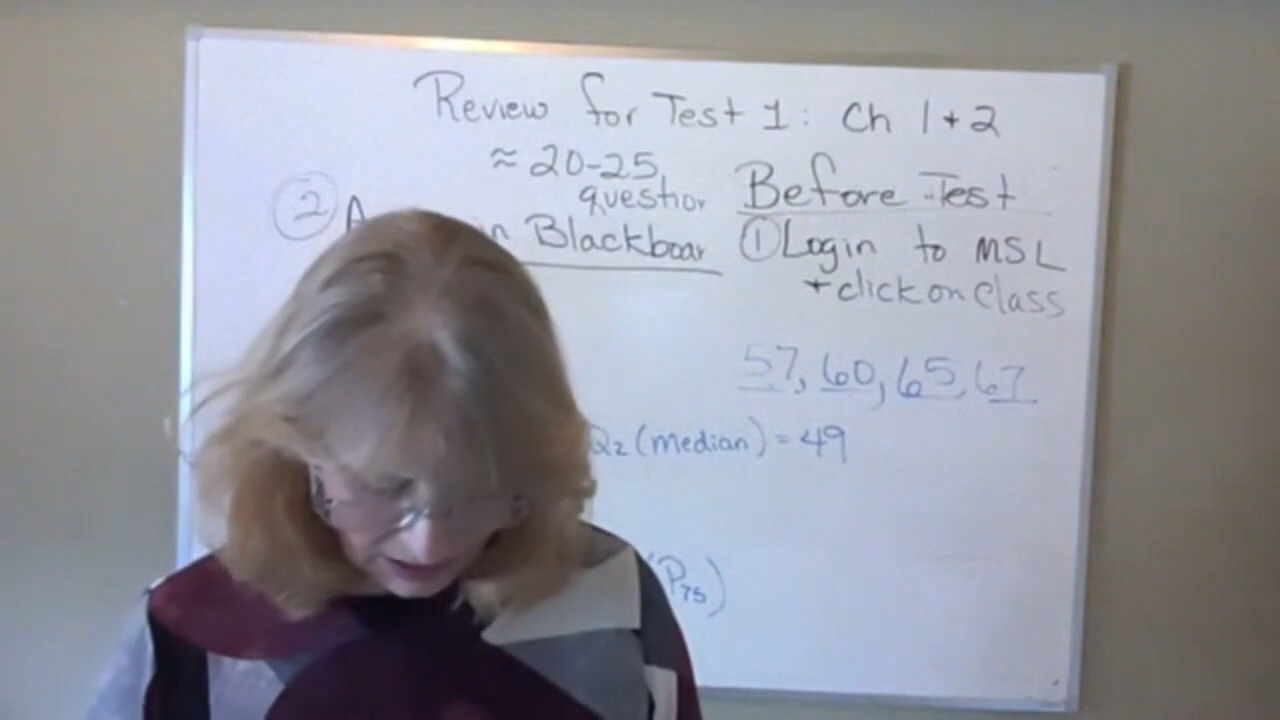 Review for Test 1: Ch 1 + 2
≈ 20-25
question
Before Test
② in Blackboar
① Login to MSL
+ click on Class
57, 60, 65, 67
Q₂ (median) = 49
(P₇₅)